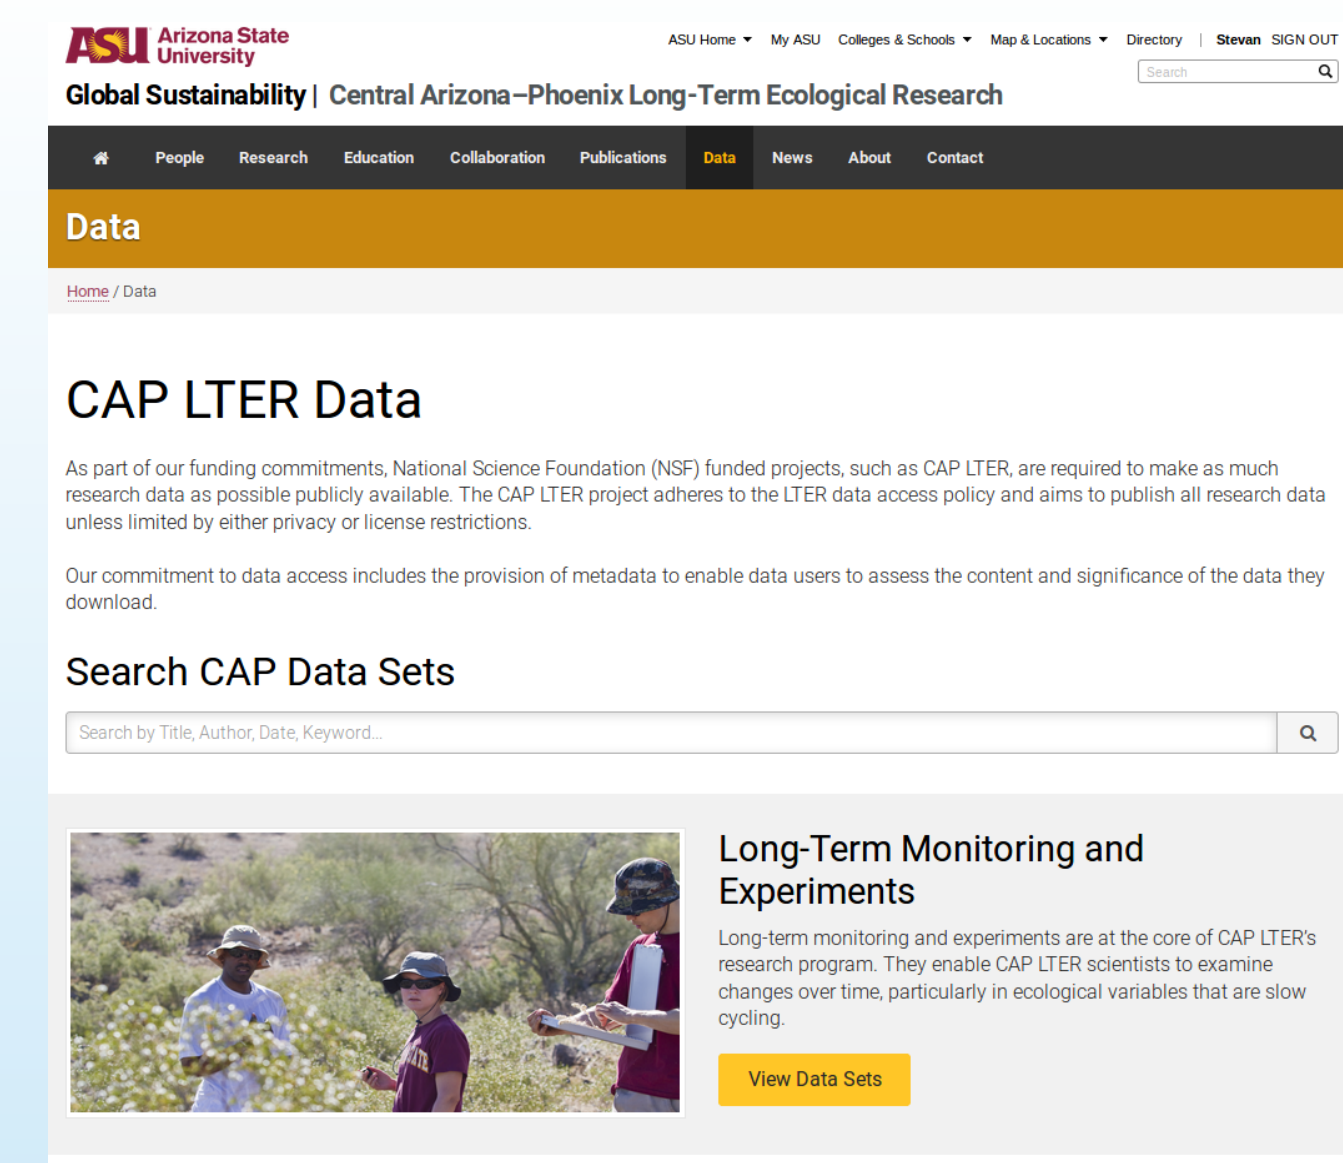 ASU Arizona State University
ASU Home My ASU Colleges & Schools Map & Locations Directory | Stevan SIGN OUT
Search
Global Sustainability | Central Arizona–Phoenix Long-Term Ecological Research
People Research Education Collaboration Publications Data News About Contact
Data
Home / Data
CAP LTER Data
As part of our funding commitments, National Science Foundation (NSF) funded projects, such as CAP LTER, are required to make as much
research data as possible publicly available. The CAP LTER project adheres to the LTER data access policy and aims to publish all research data
unless limited by either privacy or license restrictions.
Our commitment to data access includes the provision of metadata to enable data users to assess the content and significance of the data they
download.
Search CAP Data Sets
Search by Title, Author, Date, Keyword...
Long-Term Monitoring and
Experiments
Long-term monitoring and experiments are at the core of CAP LTER's
research program. They enable CAP LTER scientists to examine
changes over time, particularly in ecological variables that are slow
cycling.
View Data Sets